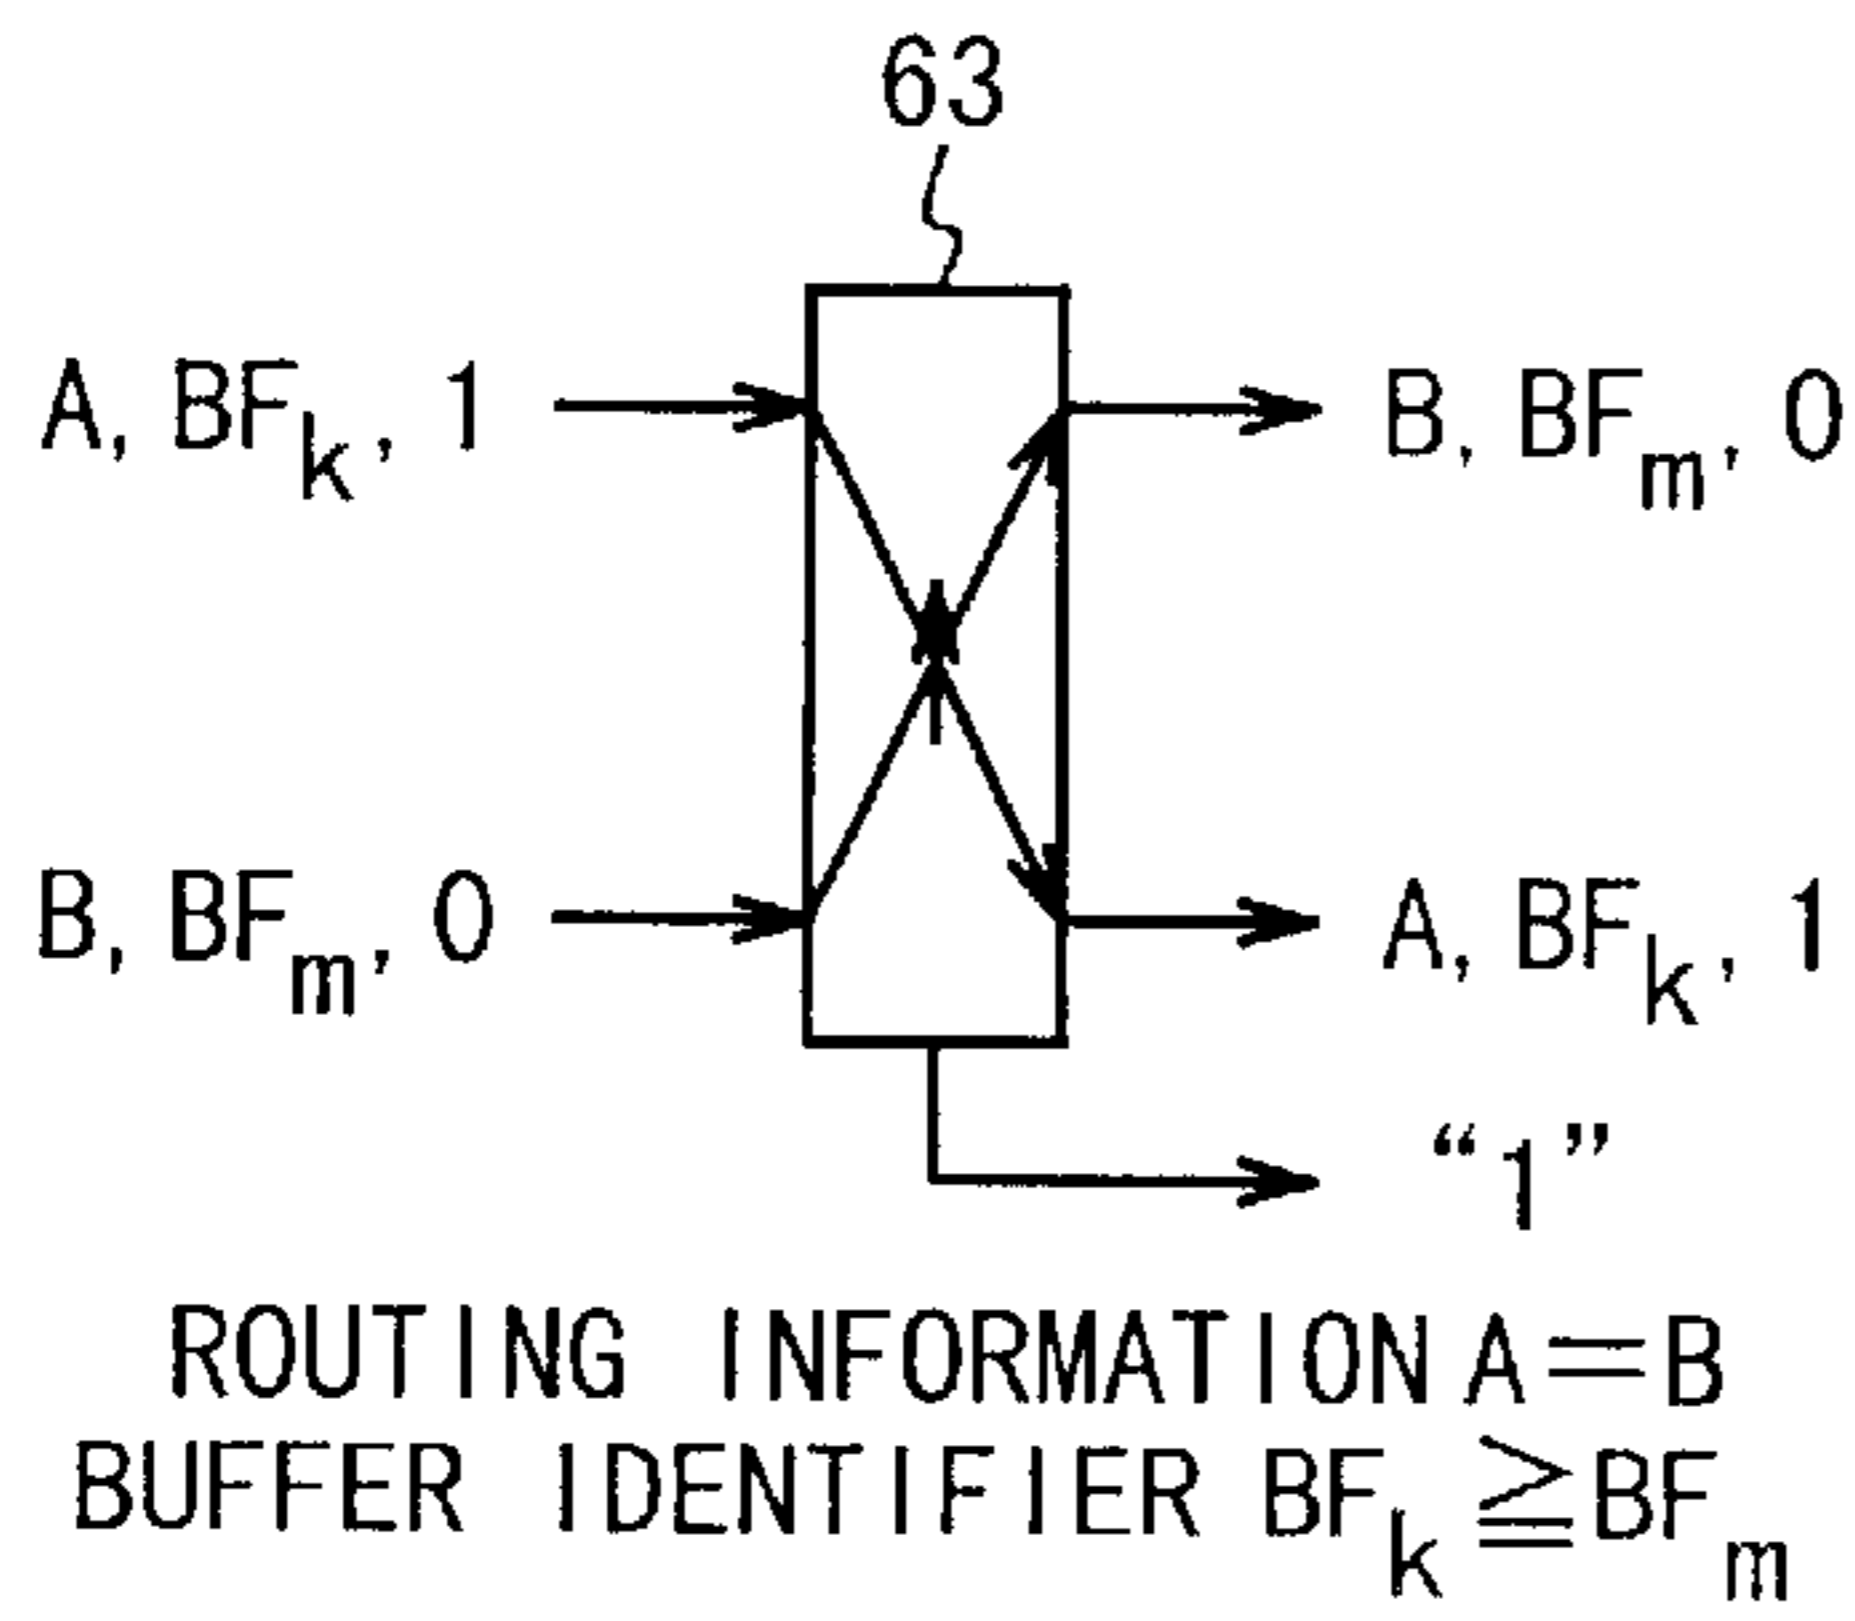 63
A, BFk, 1
B, BFm, 0
B, BFm, 0
A, BFk, 1
“1”
ROUTING INFORMATION A=B
BUFFER IDENTIFIER BFk≧BFm